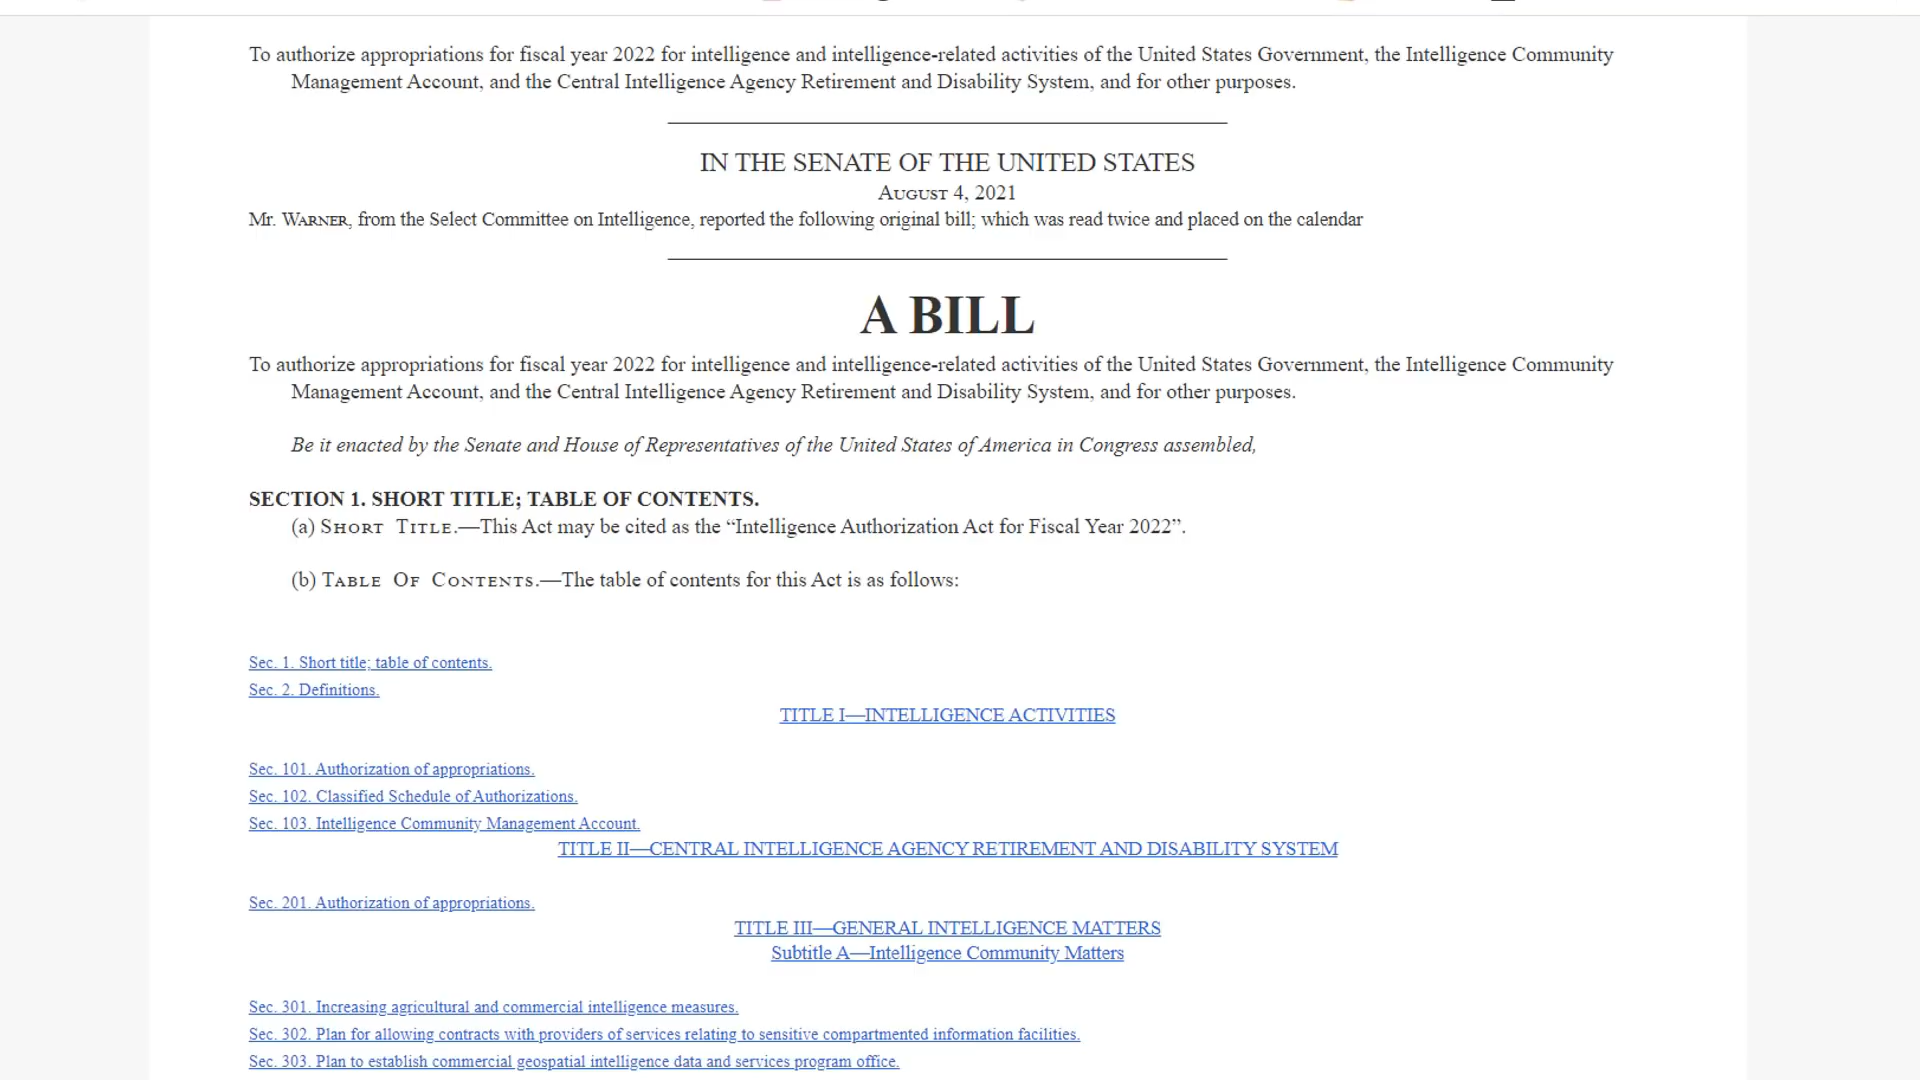 To authorize appropriations for fiscal year 2022 for intelligence and intelligence-related activities of the United States Government, the Intelligence Community
Management Account, and the Central Intelligence Agency Retirement and Disability System, and for other purposes.
IN THE SENATE OF THE UNITED STATES
August 4, 2021
Mr. Warner, from the Select Committee on Intelligence, reported the following original bill; which was read twice and placed on the calendar
A BILL
To authorize appropriations for fiscal year 2022 for intelligence and intelligence-related activities of the United States Government, the Intelligence Community
Management Account, and the Central Intelligence Agency Retirement and Disability System, and for other purposes.
Be it enacted by the Senate and House of Representatives of the United States of America in Congress assembled,
SECTION 1. SHORT TITLE; TABLE OF CONTENTS.
(a) Short Title.—This Act may be cited as the “Intelligence Authorization Act for Fiscal Year 2022”.
(b) Table Of Contents.—The table of contents for this Act is as follows:
Sec. 1. Short title; table of contents.
Sec. 2. Definitions.
TITLE I—INTELLIGENCE ACTIVITIES
Sec. 101. Authorization of appropriations.
Sec. 102. Classified Schedule of Authorizations.
Sec. 103. Intelligence Community Management Account.
TITLE II—CENTRAL INTELLIGENCE AGENCY RETIREMENT AND DISABILITY SYSTEM
Sec. 201. Authorization of appropriations.
TITLE III—GENERAL INTELLIGENCE MATTERS
Subtitle A—Intelligence Community Matters
Sec. 301. Increasing agricultural and commercial intelligence measures.
Sec. 302. Plan for allowing contracts with providers of services relating to sensitive compartmented information facilities.
Sec. 303. Plan to establish commercial geospatial intelligence data and services program office.